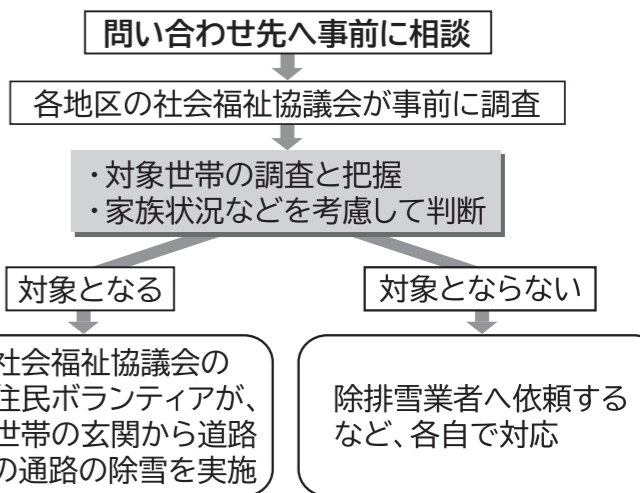 問い合わせ先へ事前に相談
各地区の社会福祉協議会が事前に調査
・対象世帯の調査と把握
・家族状況などを考慮して判断
対象となる
対象とならない
社会福祉協議会の
住民ボランティアが、
世帯の玄関から道路
の通路の除雪を実施
除排雪業者へ依頼する
など、各自で対応